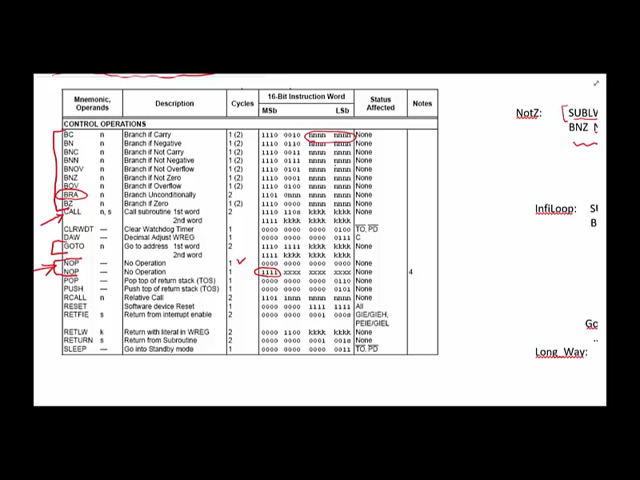 Mnemonic, Operands Description Cycles 16-Bit Instruction Word Status Affected Notes
MSb LSb
CONTROL OPERATIONS
BC n Branch if Carry 1 (2) 1110 0010 nnnn nnnn None
BN n Branch if Negative 1 (2) 1110 0110 nnnn nnnn None
BNC n Branch if Not Carry 1 (2) 1110 0011 nnnn nnnn None
BNN n Branch if Not Negative 1 (2) 1110 0111 nnnn nnnn None
BNOV n Branch if Not Overflow 1 (2) 1110 0101 nnnn nnnn None
BNZ n Branch if Not Zero 1 (2) 1110 0001 nnnn nnnn None
BOV n Branch if Overflow 1 (2) 1110 0100 nnnn nnnn None
BRA n Branch Unconditionally 2 1101 0nnn nnnn nnnn None
BZ n Branch if Zero 1 (2) 1110 0000 nnnn nnnn None
CALL n, s Call subroutine 1st word 2 1110 110s kkkk kkkk None
2nd word 1111 kkkk kkkk kkkk
CLRWDT — Clear Watchdog Timer 1 0000 0000 0000 0100 TO, PD
DAW — Decimal Adjust WREG 1 0000 0000 0000 0111 C
GOTO n Go to address 1st word 2 1110 1111 kkkk kkkk None
2nd word 1111 kkkk kkkk kkkk
NOP — No Operation 1 0000 0000 0000 0000 None
NOP — No Operation 1 1111 xxxx xxxx xxxx None 4
POP — Pop top of return stack (TOS) 1 0000 0000 0000 0110 None
PUSH — Push top of return stack (TOS) 1 0000 0000 0000 0101 None
RCALL n Relative Call 2 1101 1nnn nnnn nnnn None
RESET Software device Reset 1 0000 0000 1111 1111 All
RETFIE s Return from interrupt enable 2 0000 0000 0001 000s GIE/GIEH, PEIE/GIEL
RETLW k Return with literal in WREG 2 0000 1100 kkkk kkkk None
RETURN s Return from Subroutine 2 0000 0000 0001 001s None
SLEEP — Go into Standby mode 1 0000 0000 0000 0011 TO, PD
NotZ: SUBLW
BNZ
InfiLoop:
B
Go
..
Long_Way: